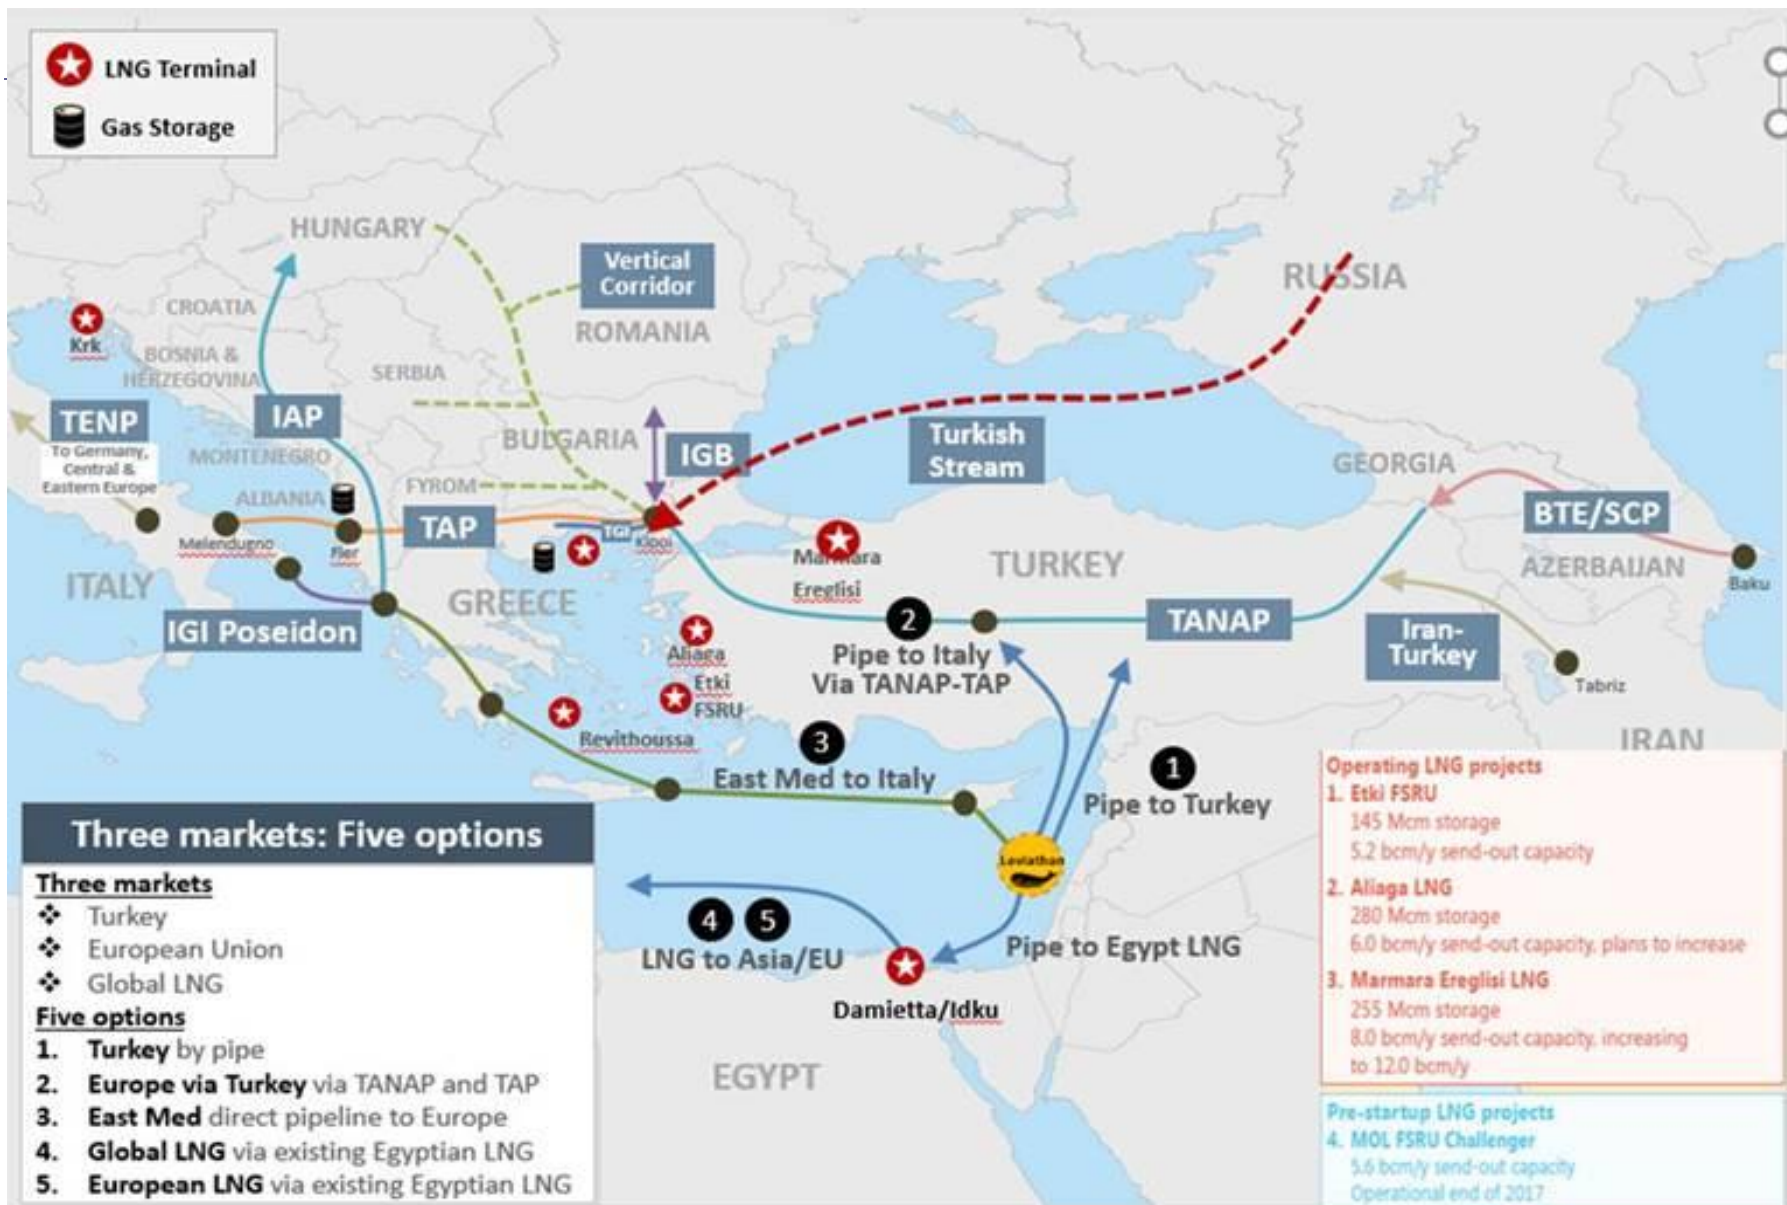 LNG Terminal
Gas Storage
HUNGARY
Vertical
Corridor
ROMANIA
RUSSIA
CROATIA
Krk
BOSNIA &
HERZEGOVINA
SERBIA
TENP
To Germany,
Central &
Eastern Europe
IAP
MONTENEGRO
BULGARIA
IGB
Turkish
Stream
GEORGIA
ALBANIA
FYROM
TAP
TGI
Kipoi
BTE/SCP
Melendugno
Fier
Marmara
Ereglisi
TURKEY
AZERBAIJAN
Baku
ITALY
GREECE
IGI Poseidon
2
Pipe to Italy
Via TANAP-TAP
TANAP
Iran-
Turkey
Tabriz
Aliaga
Etki
FSRU
Revithoussa
3
East Med to Italy
1
Pipe to Turkey
IRAN
Leviathan
4 5
LNG to Asia/EU
Pipe to Egypt LNG
Damietta/Idku
EGYPT
Three markets: Five options
Three markets
❖ Turkey
❖ European Union
❖ Global LNG
Five options
1. Turkey by pipe
2. Europe via Turkey via TANAP and TAP
3. East Med direct pipeline to Europe
4. Global LNG via existing Egyptian LNG
5. European LNG via existing Egyptian LNG
Operating LNG projects
1. Etki FSRU
145 Mcm storage
5.2 bcm/y send-out capacity
2. Aliaga LNG
280 Mcm storage
6.0 bcm/y send-out capacity, plans to increase
3. Marmara Ereglisi LNG
255 Mcm storage
8.0 bcm/y send-out capacity, increasing
to 12.0 bcm/y
Pre-startup LNG projects
4. MOL FSRU Challenger
5.6 bcm/y send-out capacity
Operational end of 2017